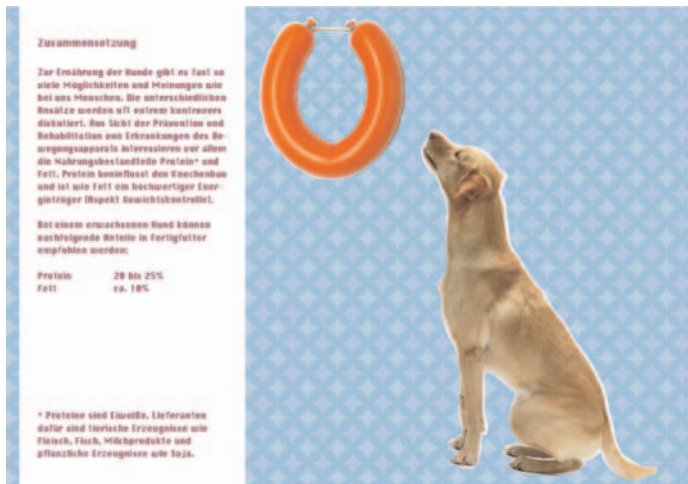 Zusammensetzung
Zur Ernährung der Hunde gibt es fast so
viele Möglichkeiten und Meinungen wie
bei uns Menschen. Die unterschiedlichen
Ansätze werden oft extrem kontrovers
diskutiert. Aus Sicht der Prävention und
Rehabilitation von Erkrankungen des Be-
wegungsapparats interessieren vor allem
die Nahrungsbestandteile Protein* und
Fett. Protein beeinflusst den Knochenbau
und ist wie Fett ein hochwertiger Ener-
gieträger (Aspekt Gewichtskontrolle).
Bei einem erwachsenen Hund können
nachfolgende Anteile in Fertigfutter
empfohlen werden:
Protein 20 bis 25%
Fett ca. 10%
* Proteine sind Eiweiße. Lieferanten
dafür sind tierische Erzeugnisse wie
Fleisch, Fisch, Milchprodukte und
pflanzliche Erzeugnisse wie Soja.